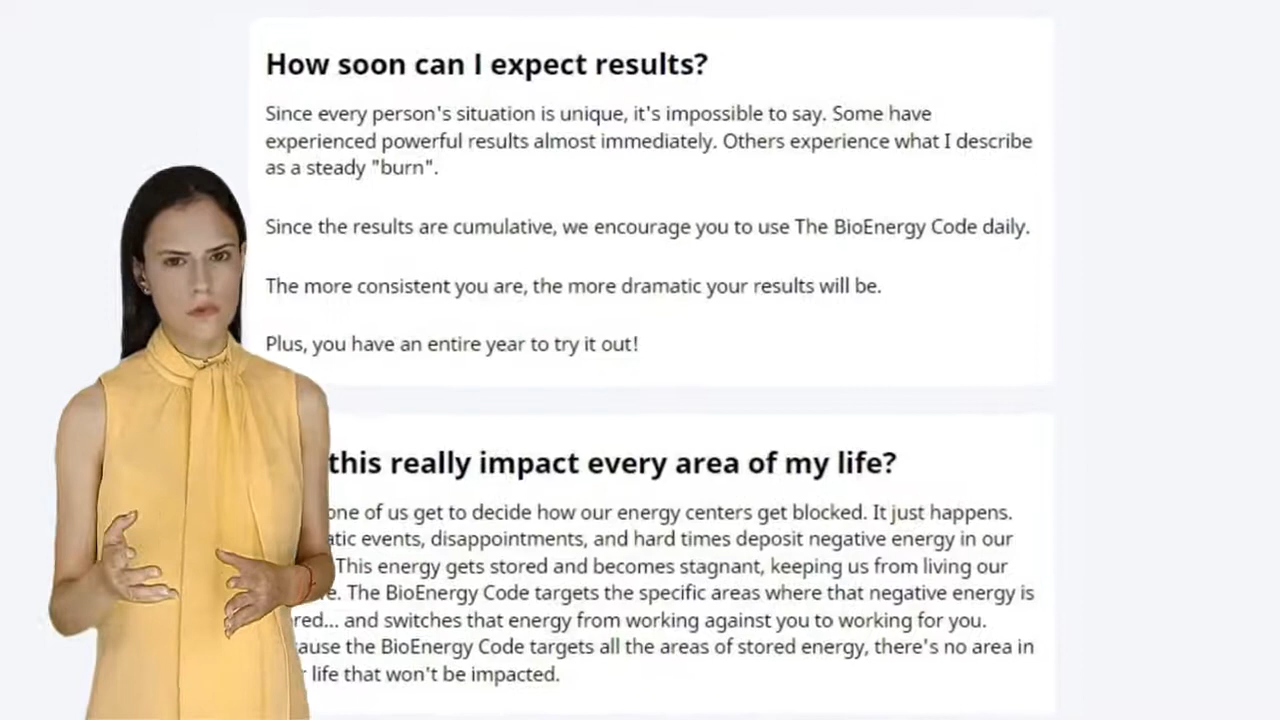 How soon can I expect results?
Since every person's situation is unique, it's impossible to say. Some have
experienced powerful results almost immediately. Others experience what I describe
as a steady "burn".
Since the results are cumulative, we encourage you to use The BioEnergy Code daily.
The more consistent you are, the more dramatic your results will be.
Plus, you have an entire year to try it out!
this really impact every area of my life?
of us get to decide how our energy centers get blocked. It just happens.
events, disappointments, and hard times deposit negative energy in our
This energy gets stored and becomes stagnant, keeping us from living our
The BioEnergy Code targets the specific areas where that negative energy is
and switches that energy from working against you to working for you.
the BioEnergy Code targets all the areas of stored energy, there's no area in
life that won't be impacted.